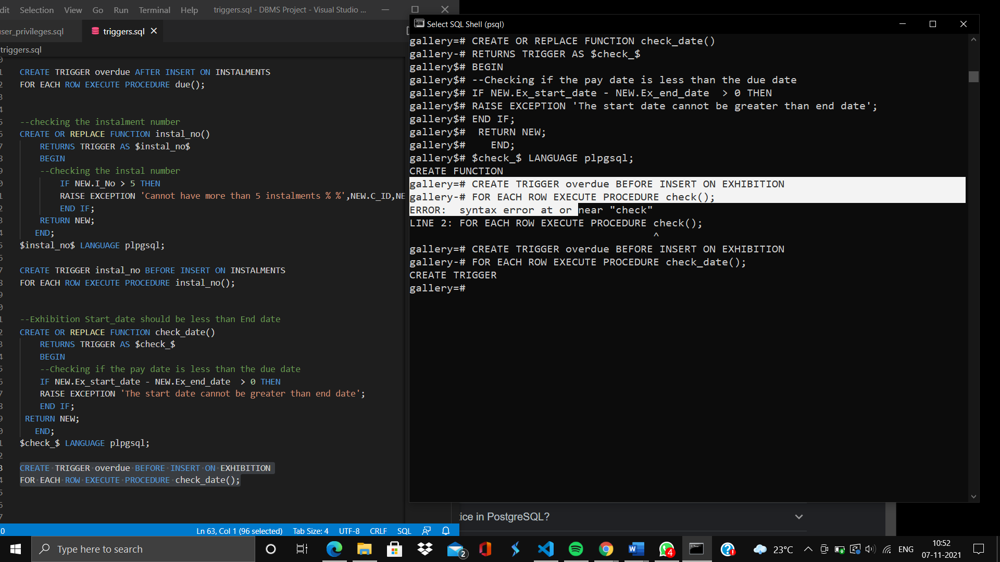 dit Selection View Go Run Terminal Help triggers.sql - DBMS Project - Visual Studio ...
ser_privileges.sql triggers.sql
triggers.sql
CREATE TRIGGER overdue AFTER INSERT ON INSTALMENTS
FOR EACH ROW EXECUTE PROCEDURE due();
--checking the instalment number
CREATE OR REPLACE FUNCTION instal_no()
RETURNS TRIGGER AS $instal_no$
BEGIN
--Checking the instal number
IF NEW.I_No > 5 THEN
RAISE EXCEPTION 'Cannot have more than 5 instalments % %',NEW.C_ID,NE
END IF;
RETURN NEW;
END;
$instal_no$ LANGUAGE plpgsql;
CREATE TRIGGER instal_no BEFORE INSERT ON INSTALMENTS
FOR EACH ROW EXECUTE PROCEDURE instal_no();
--Exhibition Start_date should be less than End date
CREATE OR REPLACE FUNCTION check_date()
RETURNS TRIGGER AS $check_$
BEGIN
--Checking if the pay date is less than the due date
IF NEW.Ex_start_date - NEW.Ex_end_date  > 0 THEN
RAISE EXCEPTION 'The start date cannot be greater than end date';
END IF;
RETURN NEW;
END;
$check_$ LANGUAGE plpgsql;
CREATE TRIGGER overdue BEFORE INSERT ON EXHIBITION
FOR EACH ROW EXECUTE PROCEDURE check_date();
Ln 63, Col 1 (96 selected) Tab Size: 4 UTF-8 CRLF SQL
Select SQL Shell (psql)
gallery=# CREATE OR REPLACE FUNCTION check_date()
gallery-# RETURNS TRIGGER AS $check_$
gallery$# BEGIN
gallery$# --Checking if the pay date is less than the due date
gallery$# IF NEW.Ex_start_date - NEW.Ex_end_date  > 0 THEN
gallery$# RAISE EXCEPTION 'The start date cannot be greater than end date';
gallery$# END IF;
gallery$#  RETURN NEW;
gallery$#    END;
gallery$# $check_$ LANGUAGE plpgsql;
CREATE FUNCTION
gallery=# CREATE TRIGGER overdue BEFORE INSERT ON EXHIBITION
gallery-# FOR EACH ROW EXECUTE PROCEDURE check();
ERROR:  syntax error at or near "check"
LINE 2: FOR EACH ROW EXECUTE PROCEDURE check();
^
gallery=# CREATE TRIGGER overdue BEFORE INSERT ON EXHIBITION
gallery-# FOR EACH ROW EXECUTE PROCEDURE check_date();
CREATE TRIGGER
gallery=#
tice in PostgreSQL?
Type here to search
2
4
23°C
ENG
10:52
07-11-2021